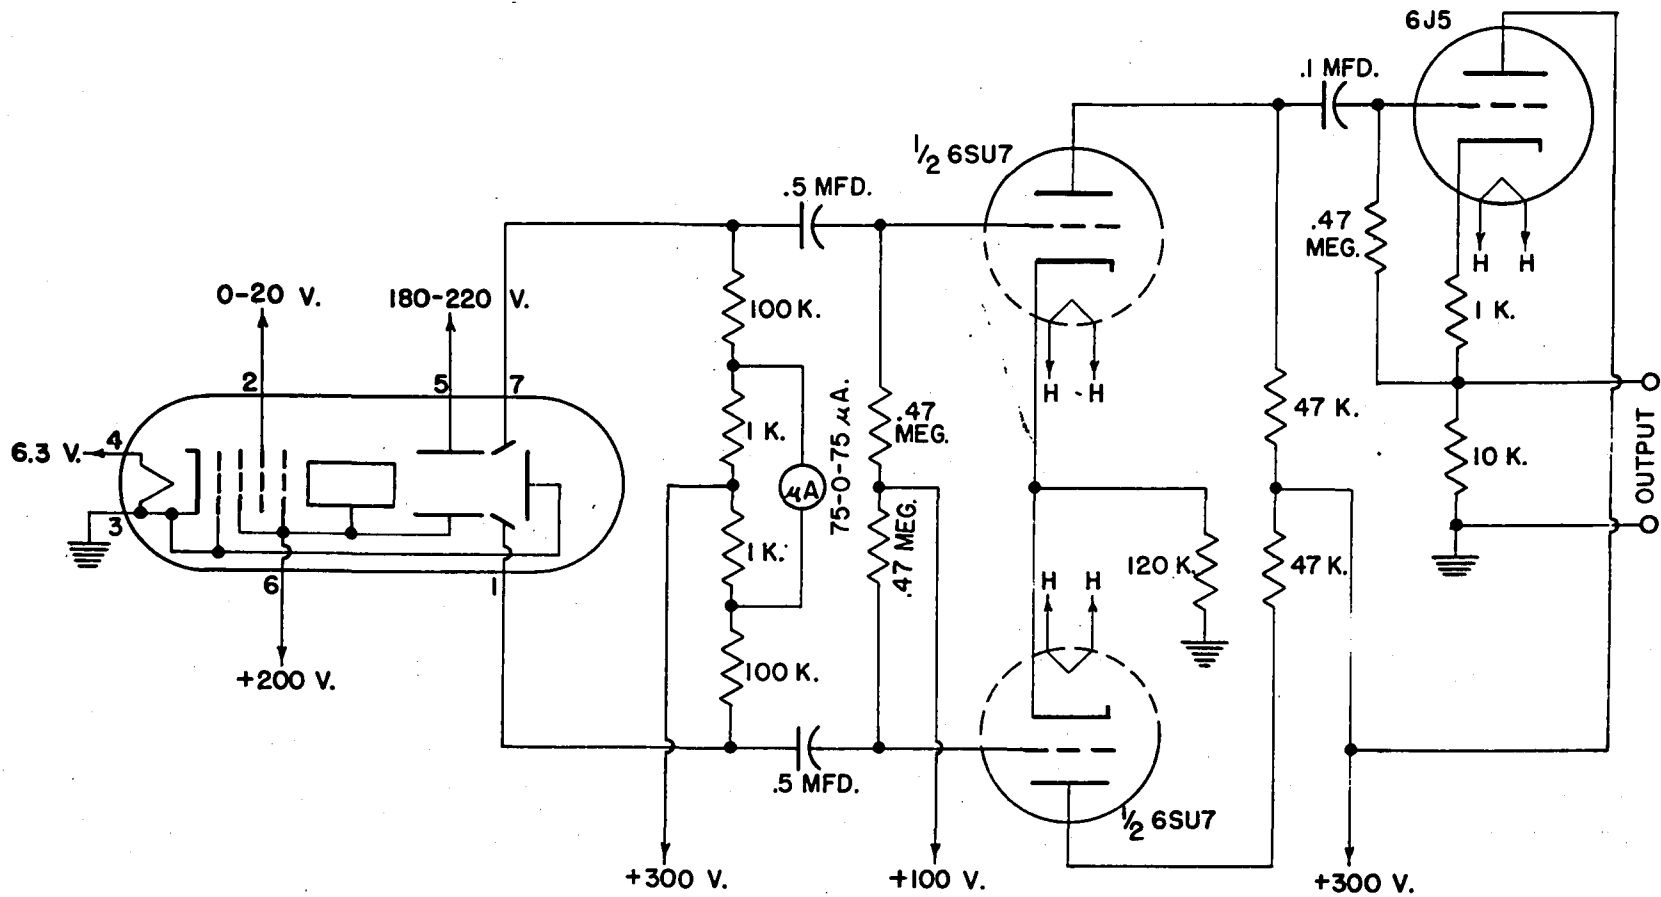 6J5
.1 MFD.
1/2 6SU7
.5 MFD.
.47
MEG.
H H
0-20 V.
180-220 V.
100 K.
1 K.
2
5
7
H H
75-0-75 μA.
.47
MEG.
47 K.
1 K.
6.3 V.
4
μA
10 K.
OUTPUT
3
.47 MEG.
1 K.
120 K.
47 K.
6
1
H H
+200 V.
100 K.
.5 MFD.
1/2 6SU7
+300 V.
+100 V.
+300 V.